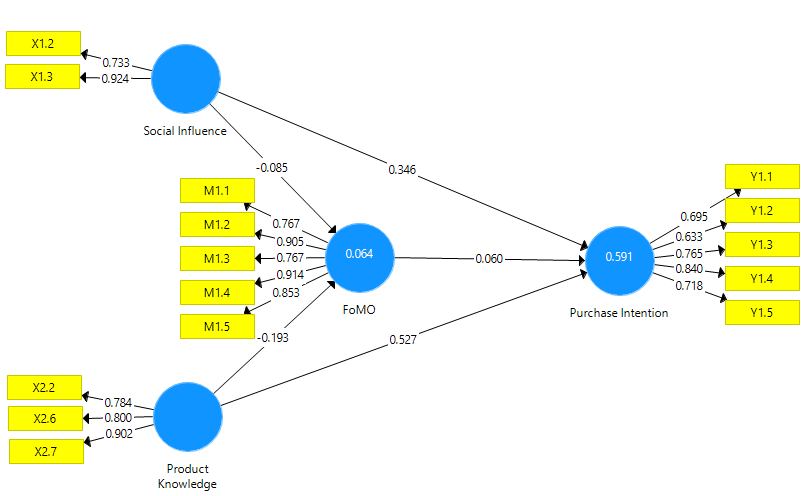 X1.2
0.733
X1.3
0.924
Social Influence
-0.085
0.346
M1.1
0.767
M1.2
0.905
M1.3
0.767
M1.4
0.914
M1.5
0.853
0.064
FoMO
0.060
0.591
Purchase Intention
Y1.1
0.695
Y1.2
0.633
Y1.3
0.765
Y1.4
0.840
Y1.5
0.718
-0.193
0.527
X2.2
0.784
X2.6
0.800
X2.7
0.902
Product
Knowledge